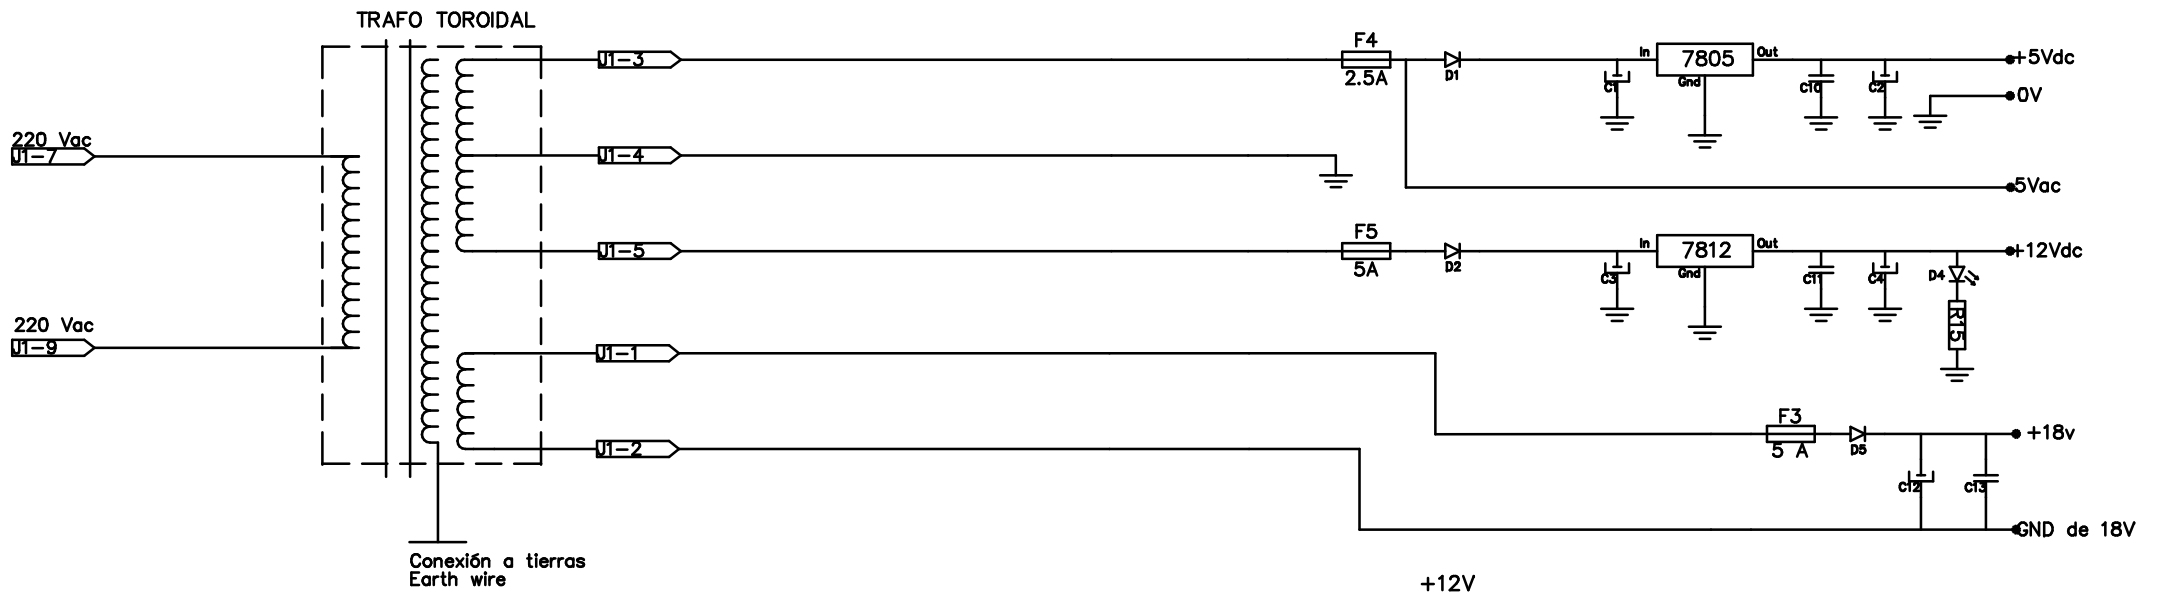 TRAFO TOROIDAL
220 Vac
J1-7
220 Vac
J1-9
J1-3
J1-4
J1-5
J1-1
J1-2
Conexión a tierras
Earth wire
F4
2.5A
D1
C1
In
7805
Out
Gnd
C10
C2
+5Vdc
0V
5Vac
F5
5A
D2
C3
In
7812
Out
Gnd
C11
C4
D4
R15
+12Vdc
F3
5 A
D5
C12
C13
+18v
GND de 18V
+12V